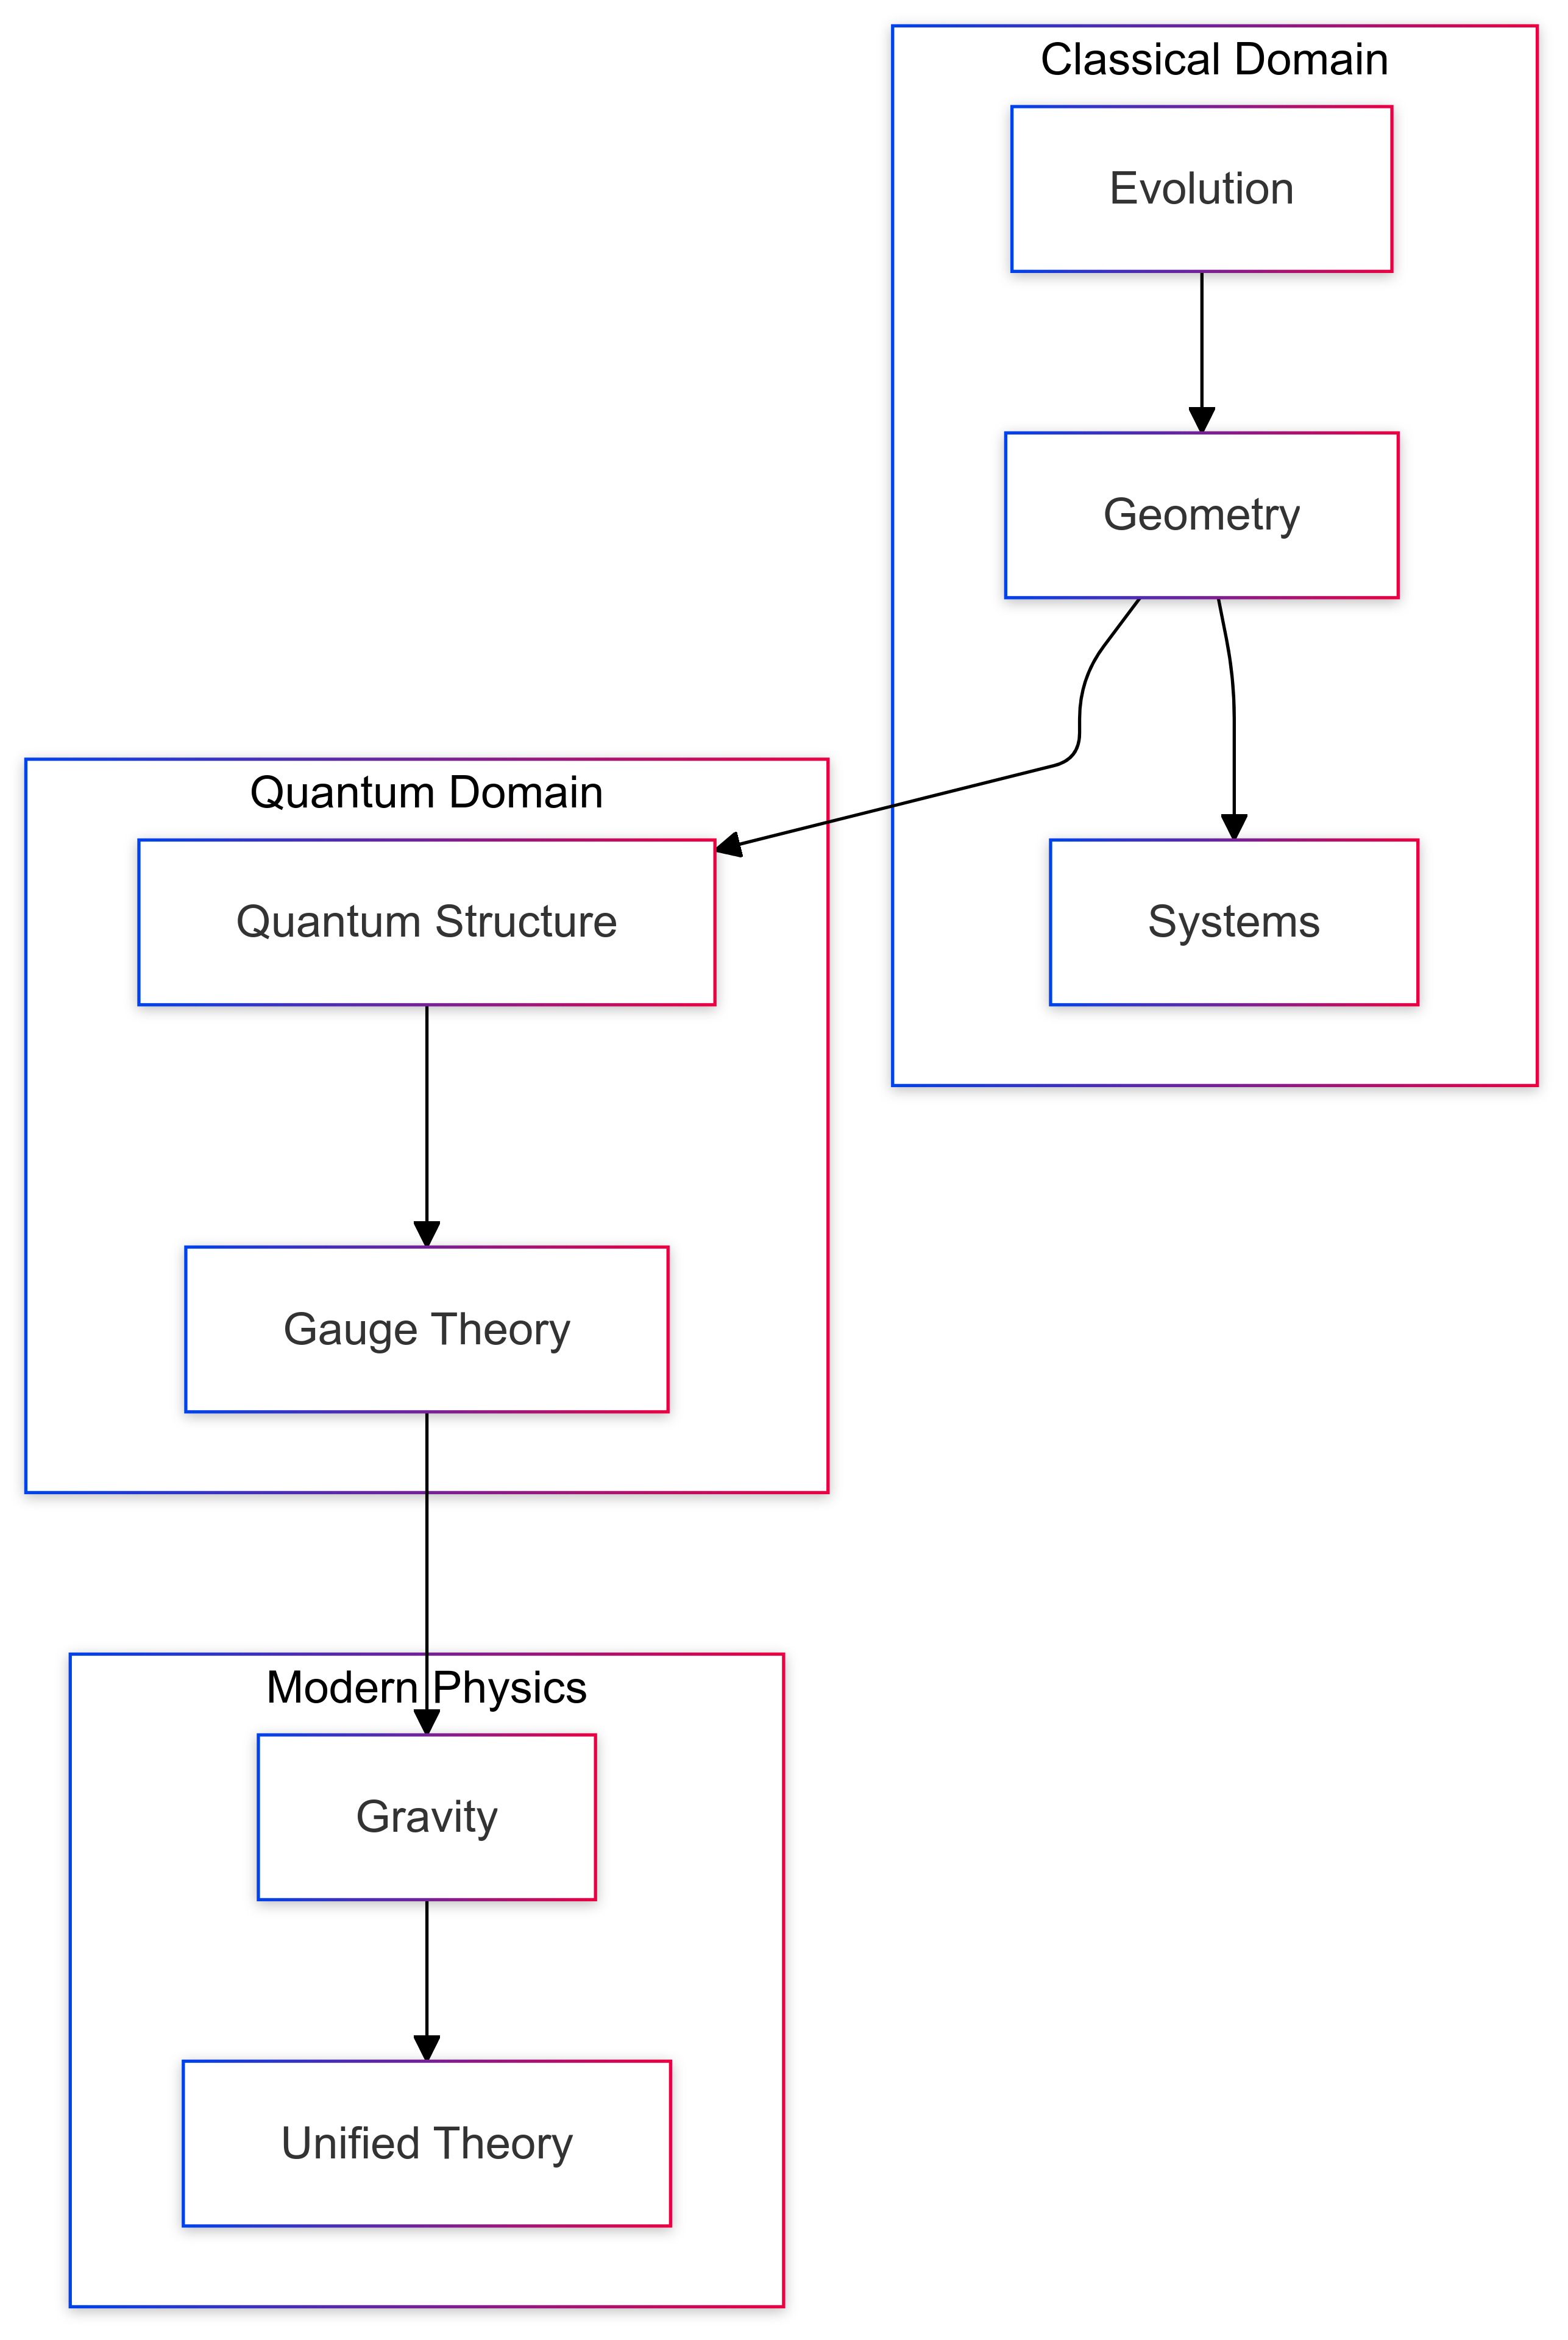 Classical Domain
Evolution
Geometry
Systems
Quantum Domain
Quantum Structure
Gauge Theory
Modern Physics
Gravity
Unified Theory